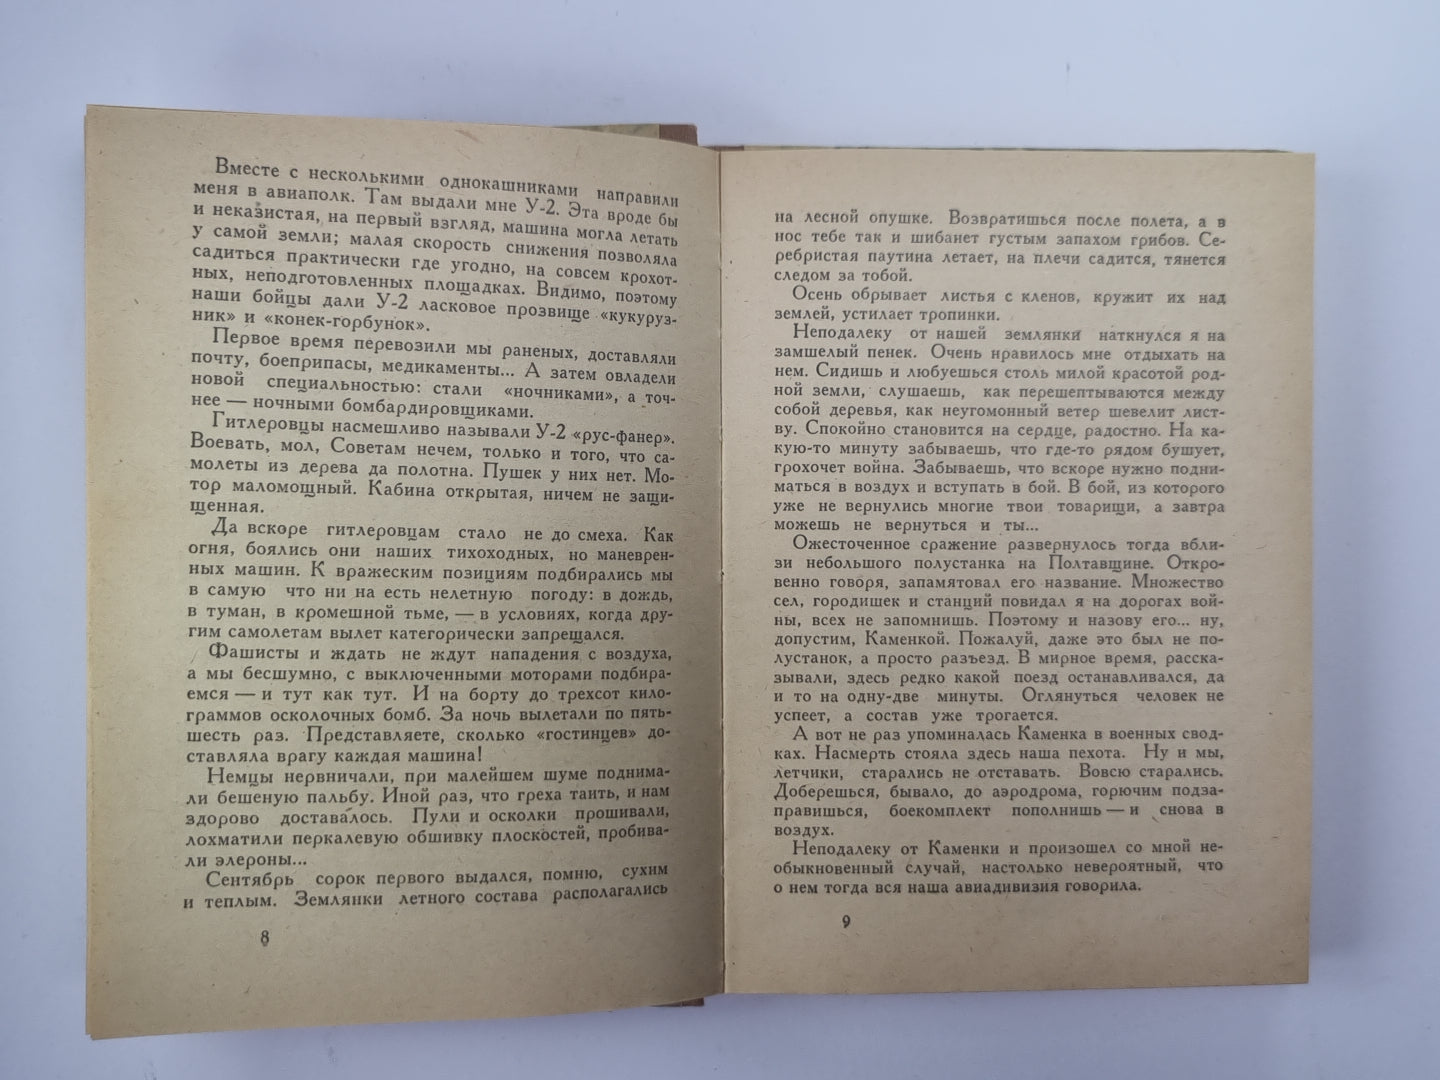 Вместе с несколькими однокашниками направили
меня в авиаполк. Там выдали мне У-2. Эта вроде бы
и неказистая, на первый взгляд, машина могла летать
у самой земли; малая скорость снижения позволяла
садиться практически где угодно, на совсем крохот-
ных, неподготовленных площадках. Видимо, поэтому
наши бойцы дали У-2 ласковое прозвище «кукуруз-
ник» и «конек-горбунок».
Первое время перевозили мы раненых, доставляли
почту, боеприпасы, медикаменты... А затем овладели
новой специальностью: стали «ночниками», а точ-
нее — ночными бомбардировщиками.
Гитлеровцы насмешливо называли У-2 «рус-фанер».
Воевать, мол, Советам нечем, только и того, что са-
молеты из дерева да полотна. Пушек у них нет. Мо-
тор маломощный. Кабина открытая, ничем не защи-
щенная.
Да вскоре гитлеровцам стало не до смеха. Как
огня, боялись они наших тихоходных, но маневрен-
ных машин. К вражеским позициям подбирались мы
в самую что ни на есть нелетную погоду: в дождь,
в туман, в кромешной тьме, — в условиях, когда дру-
гим самолетам вылет категорически запрещался.
Фашисты и ждать не ждут нападения с воздуха,
а мы бесшумно, с выключенными моторами подбира-
емся — и тут как тут. И на борту до трехсот кило-
граммов осколочных бомб. За ночь вылетали по пять-
шесть раз. Представляете, сколько «гостинцев» до-
ставляла врагу каждая машина!
Немцы нервничали, при малейшем шуме поднима-
ли бешеную пальбу. Иной раз, что греха таить, и нам
здорово доставалось. Пули и осколки прошивали,
лохматили перкалевую обшивку плоскостей, пробива-
ли элероны...
Сентябрь сорок первого выдался, помню, сухим
и теплым. Землянки летного состава располагались
8
на лесной опушке. Возвратишься после полета, а в
нос тебе так и шибанет густым запахом грибов. Се-
ребристая паутина летает, на плечи садится, тянется
следом за тобой.
Осень обрывает листья с кленов, кружит их над
землей, устилает тропинки.
Неподалеку от нашей землянки наткнулся я на
замшелый пенек. Очень нравилось мне отдыхать на
нем. Сидишь и любуешься столь милой красотой род-
ной земли, слушаешь, как перешептываются между
собой деревья, как неугомонный ветер шевелит лист-
ву. Спокойно становится на сердце, радостно. На ка-
кую-то минуту забываешь, что где-то рядом бушует,
грохочет война. Забываешь, что вскоре нужно подни-
маться в воздух и вступать в бой. В бой, из которого
уже не вернулись многие твои товарищи, а завтра
можешь не вернуться и ты...
Ожесточенное сражение развернулось тогда вбли-
зи небольшого полустанка на Полтавщине. Откро-
венно говоря, запамятовал его название. Множество
сел, городишек и станций повидал я на дорогах вой-
ны, всех не запомнишь. Поэтому и назову его... ну,
допустим, Каменкой. Пожалуй, даже это был не по-
лустанок, а просто разъезд. В мирное время, расска-
зывали, здесь редко какой поезд останавливался, да
и то на одну-две минуты. Оглянуться человек не
успеет, а состав уже трогается.
А вот не раз упоминалась Каменка в военных свод-
ках. Насмерть стояла здесь наша пехота. Ну и мы,
летчики, старались не отставать. Вовсю старались.
Доберешься, бывало, до аэродрома, горючим подза-
правишься, боекомплект пополнишь — и снова в
воздух.
Неподалеку от Каменки и произошел со мной не-
обыкновенный случай, настолько невероятный, что
о нем тогда вся наша авиадивизия говорила.
9